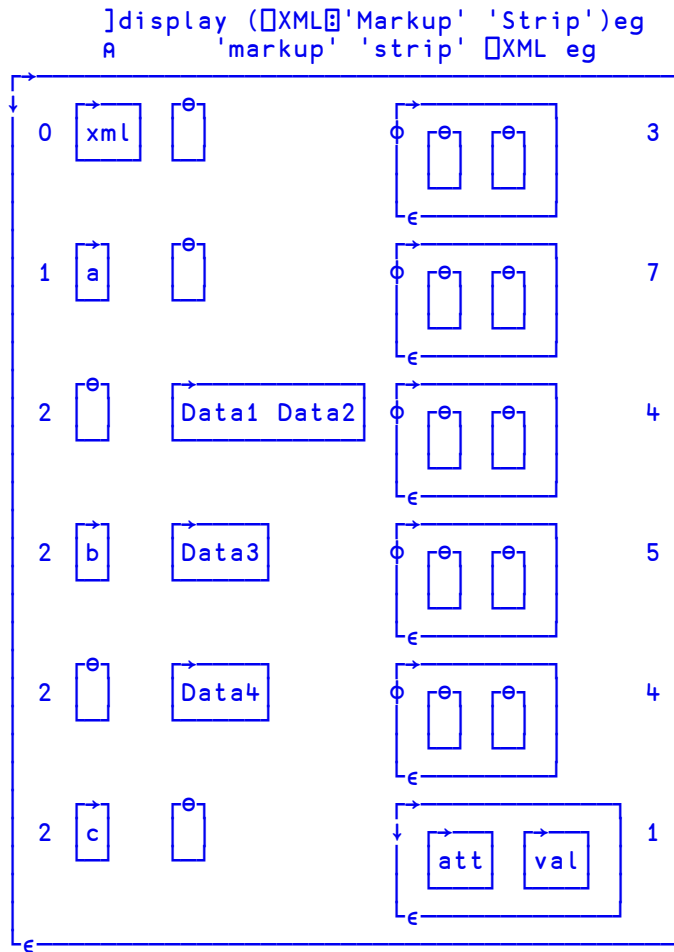 ]display (⎕XML⍠'Markup' 'Strip')eg
⍝ 'markup' 'strip' ⎕XML eg
0 xml 3
1 a 7
2 Data1 Data2 4
2 b Data3 5
2 Data4 4
2 c att val 1